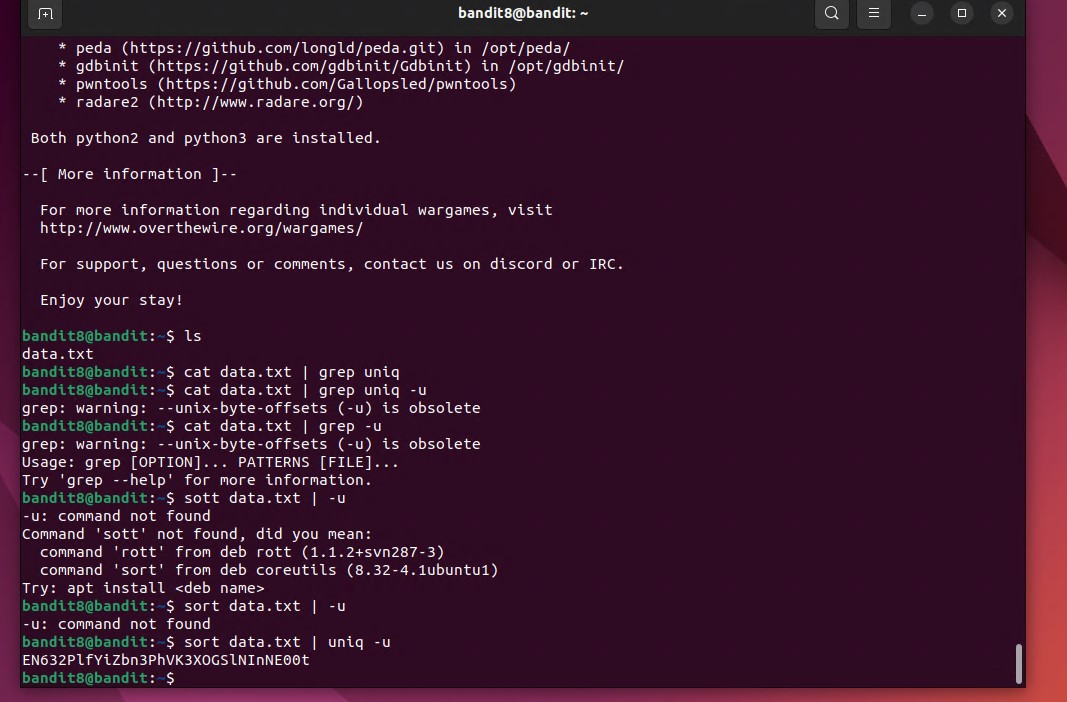 bandit8@bandit: ~
* peda (https://github.com/longld/peda.git) in /opt/peda/
* gdbinit (https://github.com/gdbinit/Gdbinit) in /opt/gdbinit/
* pwntools (https://github.com/Gallopsled/pwntools)
* radare2 (http://www.radare.org/)
Both python2 and python3 are installed.
--[ More information ]--
For more information regarding individual wargames, visit
http://www.overthewire.org/wargames/
For support, questions or comments, contact us on discord or IRC.
Enjoy your stay!
bandit8@bandit:~$ ls
data.txt
bandit8@bandit:~$ cat data.txt | grep uniq
bandit8@bandit:~$ cat data.txt | grep uniq -u
grep: warning: --unix-byte-offsets (-u) is obsolete
bandit8@bandit:~$ cat data.txt | grep -u
grep: warning: --unix-byte-offsets (-u) is obsolete
Usage: grep [OPTION]... PATTERNS [FILE]...
Try 'grep --help' for more information.
bandit8@bandit:~$ sott data.txt | -u
-u: command not found
Command 'sott' not found, did you mean:
command 'rott' from deb rott (1.1.2+svn287-3)
command 'sort' from deb coreutils (8.32-4.1ubuntu1)
Try: apt install <deb name>
bandit8@bandit:~$ sort data.txt | -u
-u: command not found
bandit8@bandit:~$ sort data.txt | uniq -u
EN632PlfYiZbn3PhVK3XOGSlNInNE00t
bandit8@bandit:~$